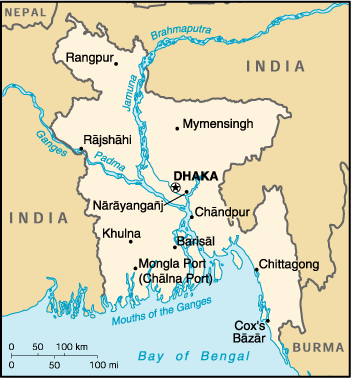 NEPAL
Brahmaputra
Rangpur
INDIA
Jamuna
Mymensingh
Ganges
Rājshāhi
Padma
DHAKA
Nārāyanganj
Chāndpur
INDIA
Khulna
Barisāl
Mongla Port
(Chālna Port)
Chittagong
Mouths of the Ganges
Cox's
Bāzār
BURMA
0 50 100 km
0 50 100 mi
Bay of Bengal